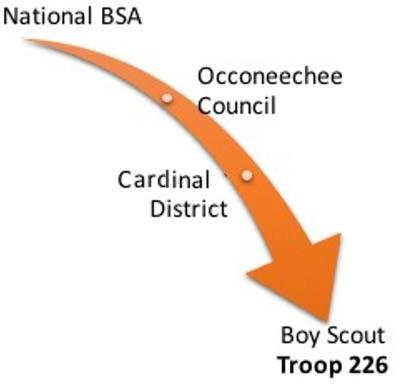 National BSA
Occoneechee
Council
Cardinal
District
Boy Scout
Troop 226